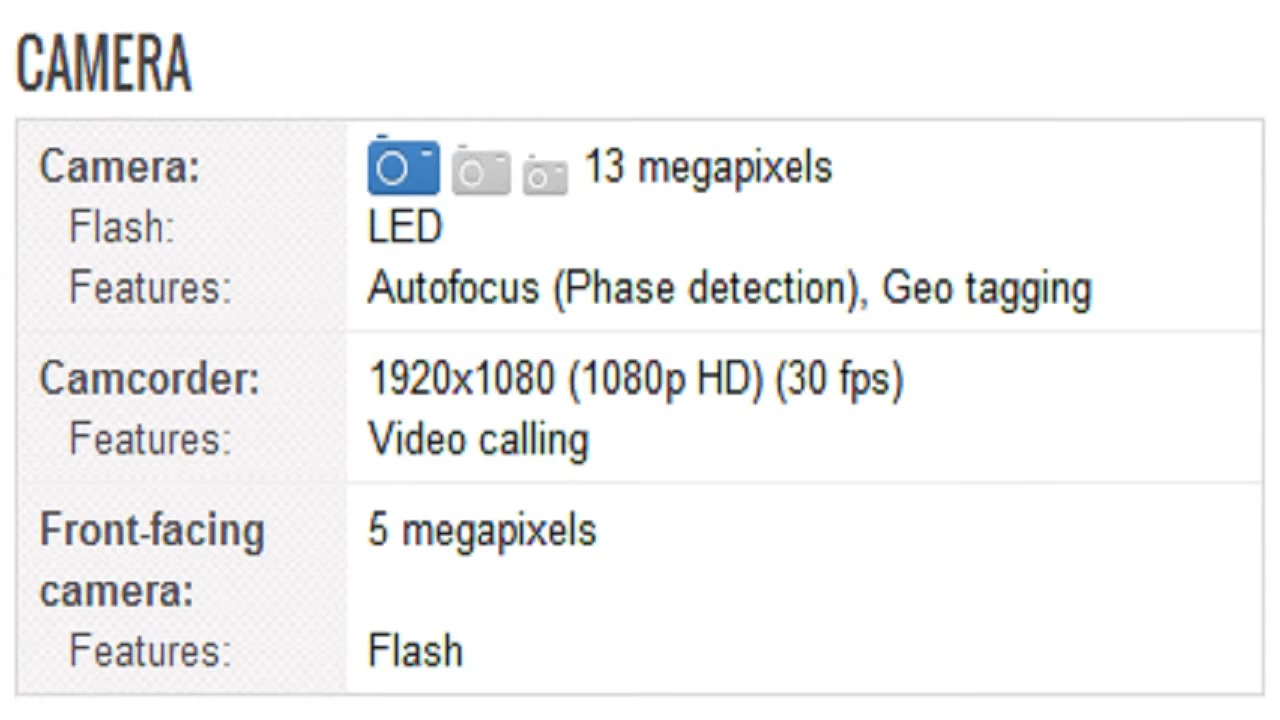 CAMERA
Camera: 13 megapixels
Flash: LED
Features: Autofocus (Phase detection), Geo tagging
Camcorder: 1920x1080 (1080p HD) (30 fps)
Features: Video calling
Front-facing 5 megapixels
camera:
Features: Flash